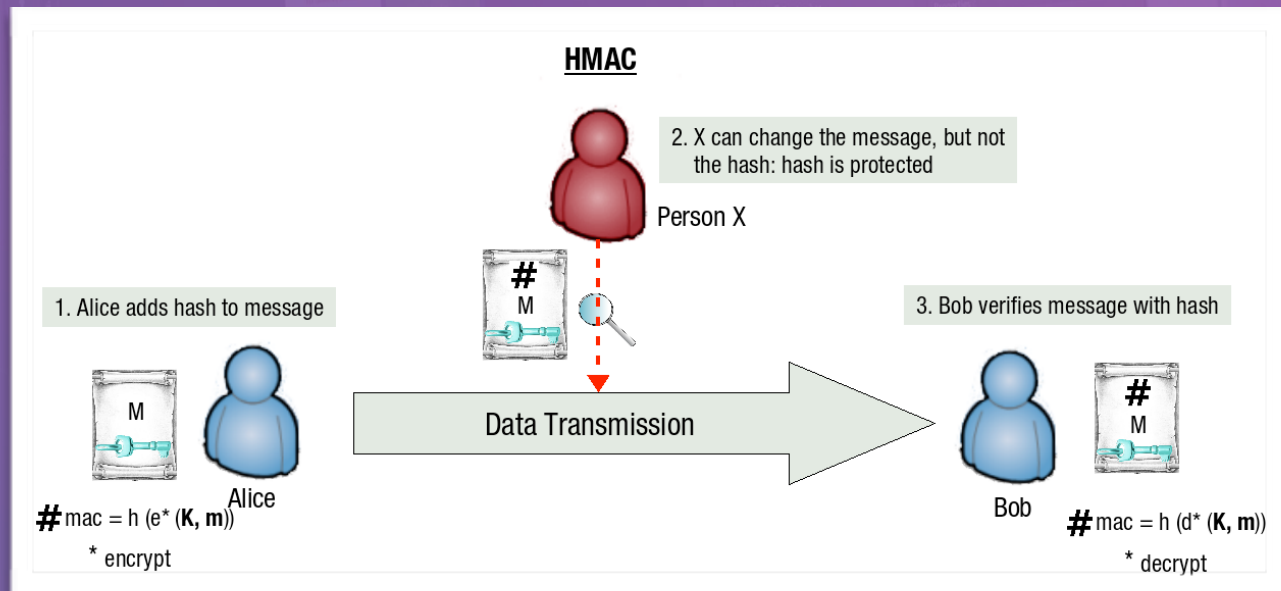 HMAC
2. X can change the message, but not
the hash: hash is protected
Person X
#
M
1. Alice adds hash to message
3. Bob verifies message with hash
M
#
M
Data Transmission
Alice
Bob
# mac = h (e* (K, m))
* encrypt
# mac = h (d* (K, m))
* decrypt